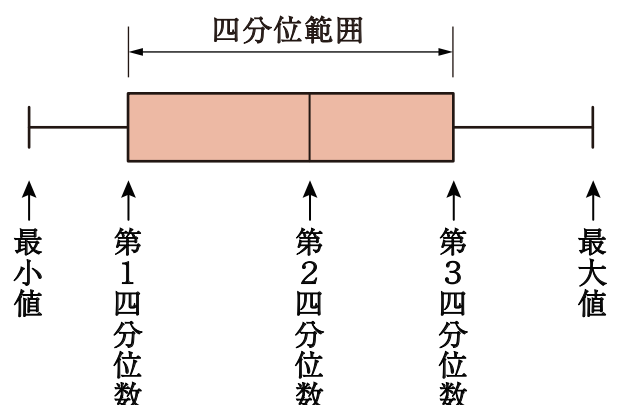 四分位範囲
最小値
第1四分位数
第2四分位数
第3四分位数
最大値